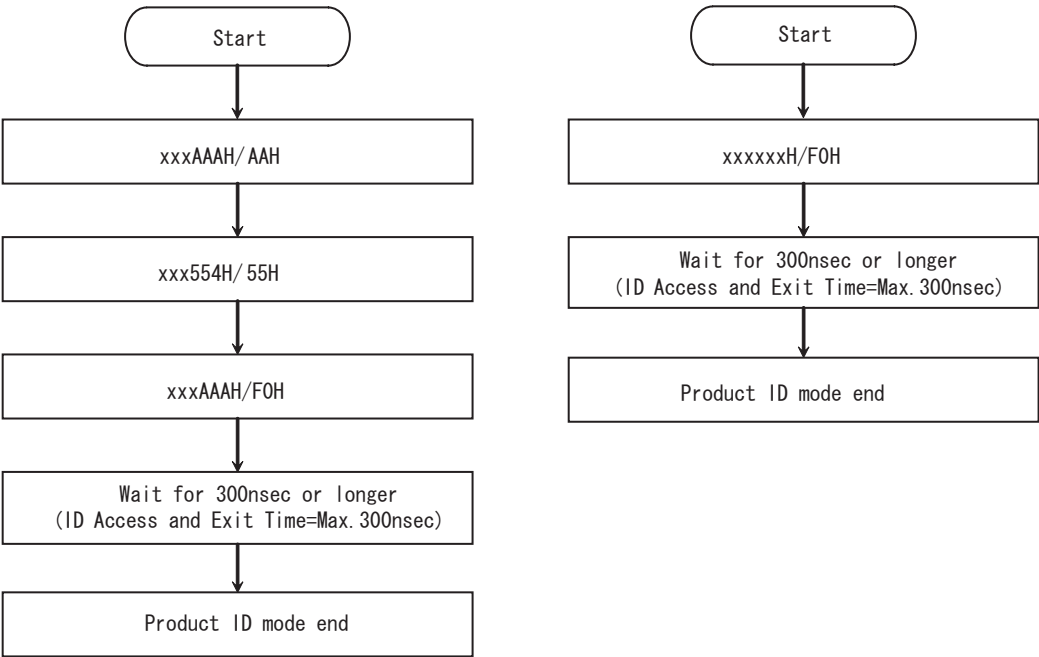 Start
xxxAAAH/AAH
xxx554H/55H
xxxAAAH/F0H
Wait for 300nsec or longer
(ID Access and Exit Time=Max.300nsec)
Product ID mode end
Start
xxxxxxH/F0H
Wait for 300nsec or longer
(ID Access and Exit Time=Max.300nsec)
Product ID mode end